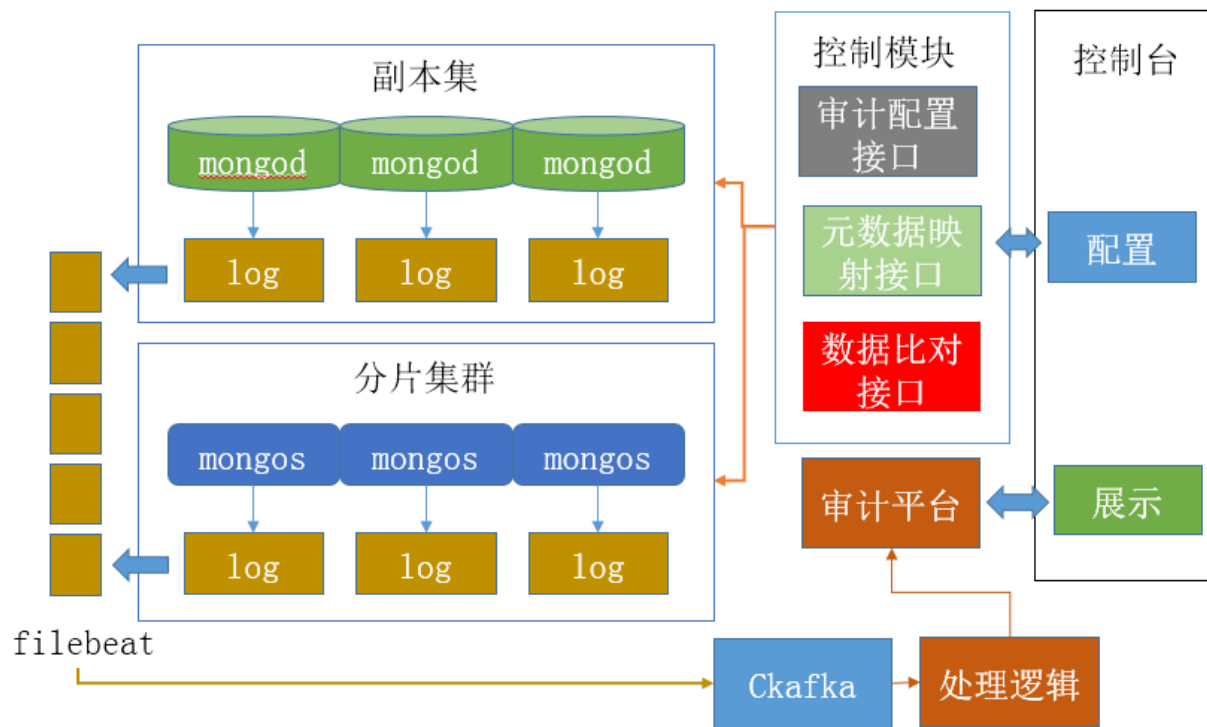 副本集
mongod
mongod
mongod
log
log
log
分片集群
mongos
mongos
mongos
log
log
log
filebeat
控制模块
审计配置
接口
元数据映
射接口
数据比对
接口
控制台
配置
审计平台
展示
Ckafka
处理逻辑